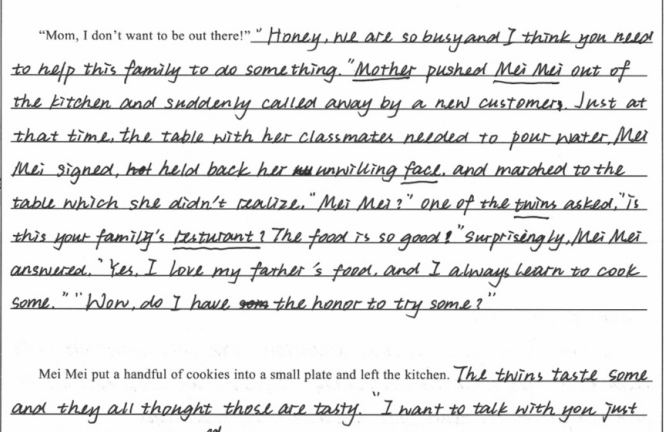 "Mom, I don't want to be out there!" "Honey, we are so busy and I think you need
to help this family to do something." Mother pushed Mei Mei out of
the kitchen and suddenly called away by a new customer. Just at
that time, the table with her classmates needed to pour water. Mei
Mei signed, held back her unwilling face, and marched to the
table which she didn't realize. "Mei Mei?" one of the twins asked, "is
this your family's resturant? The food is so good!" Surprisingly, Mei Mei
answered. "Yes, I love my father's food, and I always learn to cook
some." "Wow, do I have the honor to try some?"
Mei Mei put a handful of cookies into a small plate and left the kitchen. The twins taste some
and they all thought those are tasty. "I want to talk with you just